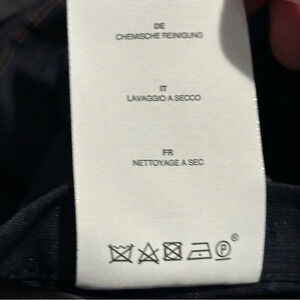 DE
CHEMISCHE REINIGUNG
IT
LAVAGGIO A SECCO
FR
NETTOYAGE A SEC
P